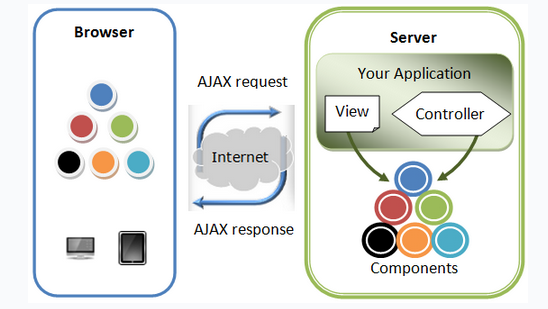 Browser
AJAX request
Internet
AJAX response
Server
Your Application
View
Controller
Components